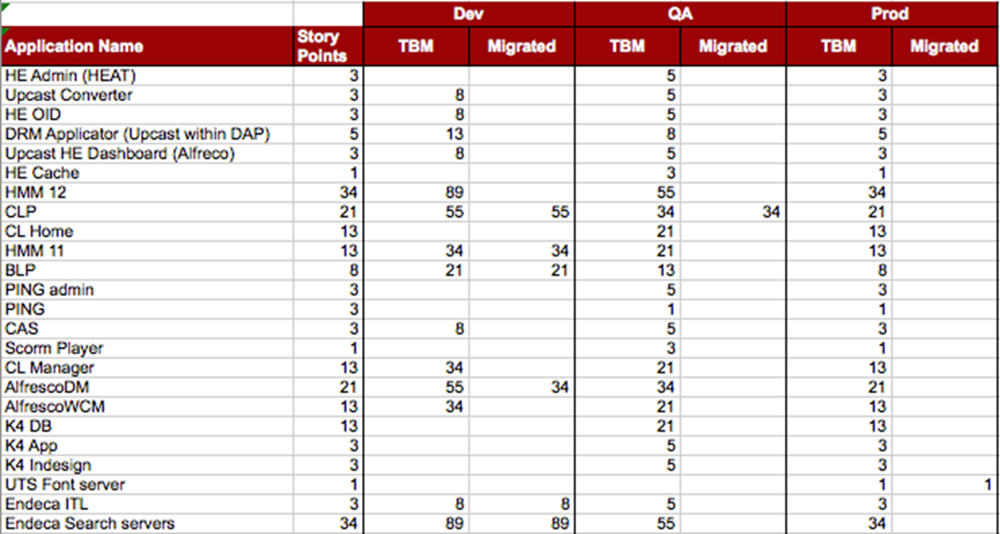 Dev QA Prod
Application Name Story Points TBM Migrated TBM Migrated TBM Migrated
HE Admin (HEAT) 3 5 3
Upcast Converter 3 8 5 3
HE OID 3 8 5 3
DRM Applicator (Upcast within DAP) 5 13 8 5
Upcast HE Dashboard (Alfreco) 3 8 5 3
HE Cache 1 3 1
HMM 12 34 89 55 34
CLP 21 55 55 34 34 21
CL Home 13 21 13
HMM 11 13 34 34 21 13
BLP 8 21 21 13 8
PING admin 3 5 3
PING 3 1 1
CAS 3 8 5 3
Scorm Player 1 3 1
CL Manager 13 34 21 13
AlfrescoDM 21 55 34 34 21
AlfrescoWCM 13 34 21 13
K4 DB 13 21 13
K4 App 3 5 3
K4 Indesign 3 5 3
UTS Font server 1 1 1
Endeca ITL 3 8 8 5 3
Endeca Search servers 34 89 89 55 34